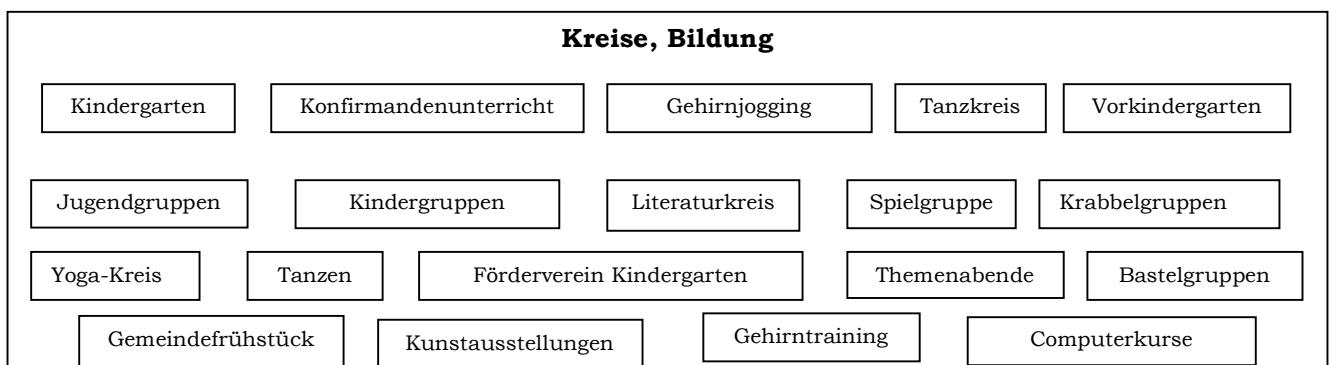 Kreise, Bildung
Kindergarten Konfirmandenunterricht Gehirnjogging Tanzkreis Vorkindergarten
Jugendgruppen Kindergruppen Literaturkreis Spielgruppe Krabbelgruppen
Yoga-Kreis Tanzen Förderverein Kindergarten Themenabende Bastelgruppen
Gemeindefrühstück Kunstausstellungen Gehirntraining Computerkurse